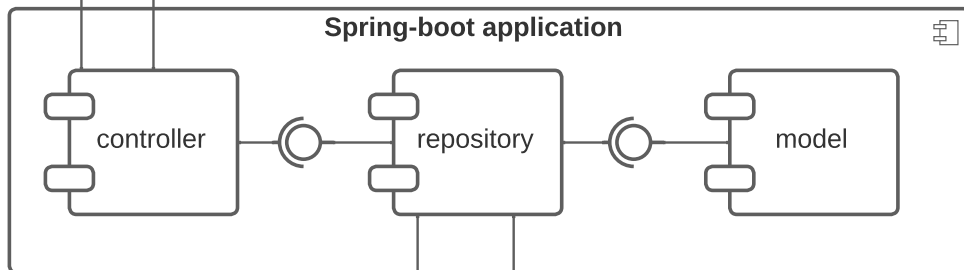 Spring-boot application
controller
repository
model